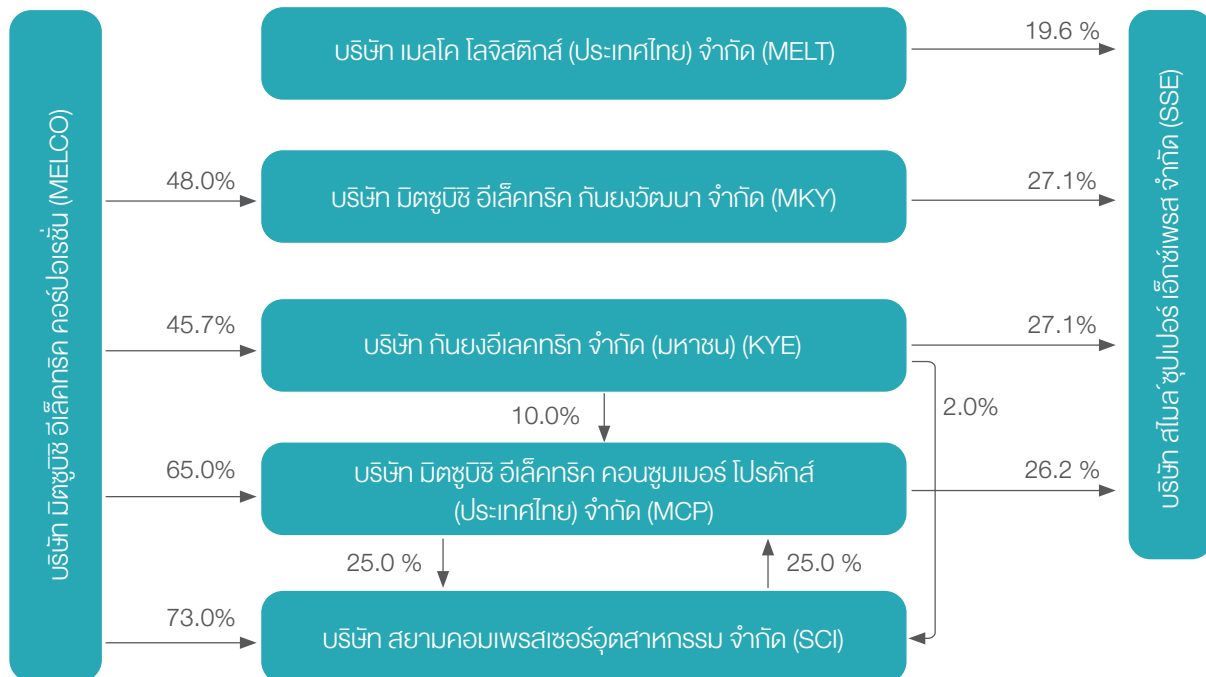 บริษัท มิตซูบิชิ อีเล็คทริค คอร์ปอเรชั่น (MELCO)
บริษัท เมลโค โลจิสติกส์ (ประเทศไทย) จำกัด (MELT)
19.6 %
48.0%
บริษัท มิตซูบิชิ อีเล็คทริค กันยงวัฒนา จำกัด (MKY)
27.1%
45.7%
บริษัท กันยงอีเลคทริก จำกัด (มหาชน) (KYE)
27.1%
10.0%
2.0%
65.0%
บริษัท มิตซูบิชิ อีเล็คทริค คอนซูมเมอร์ โปรดักส์
(ประเทศไทย) จำกัด (MCP)
26.2 %
25.0 %
25.0 %
73.0%
บริษัท สยามคอมเพรสเซอร์อุตสาหกรรม จำกัด (SCI)
บริษัท สไมล์ ซุปเปอร์ เอ็กซ์เพรส จำกัด (SSE)